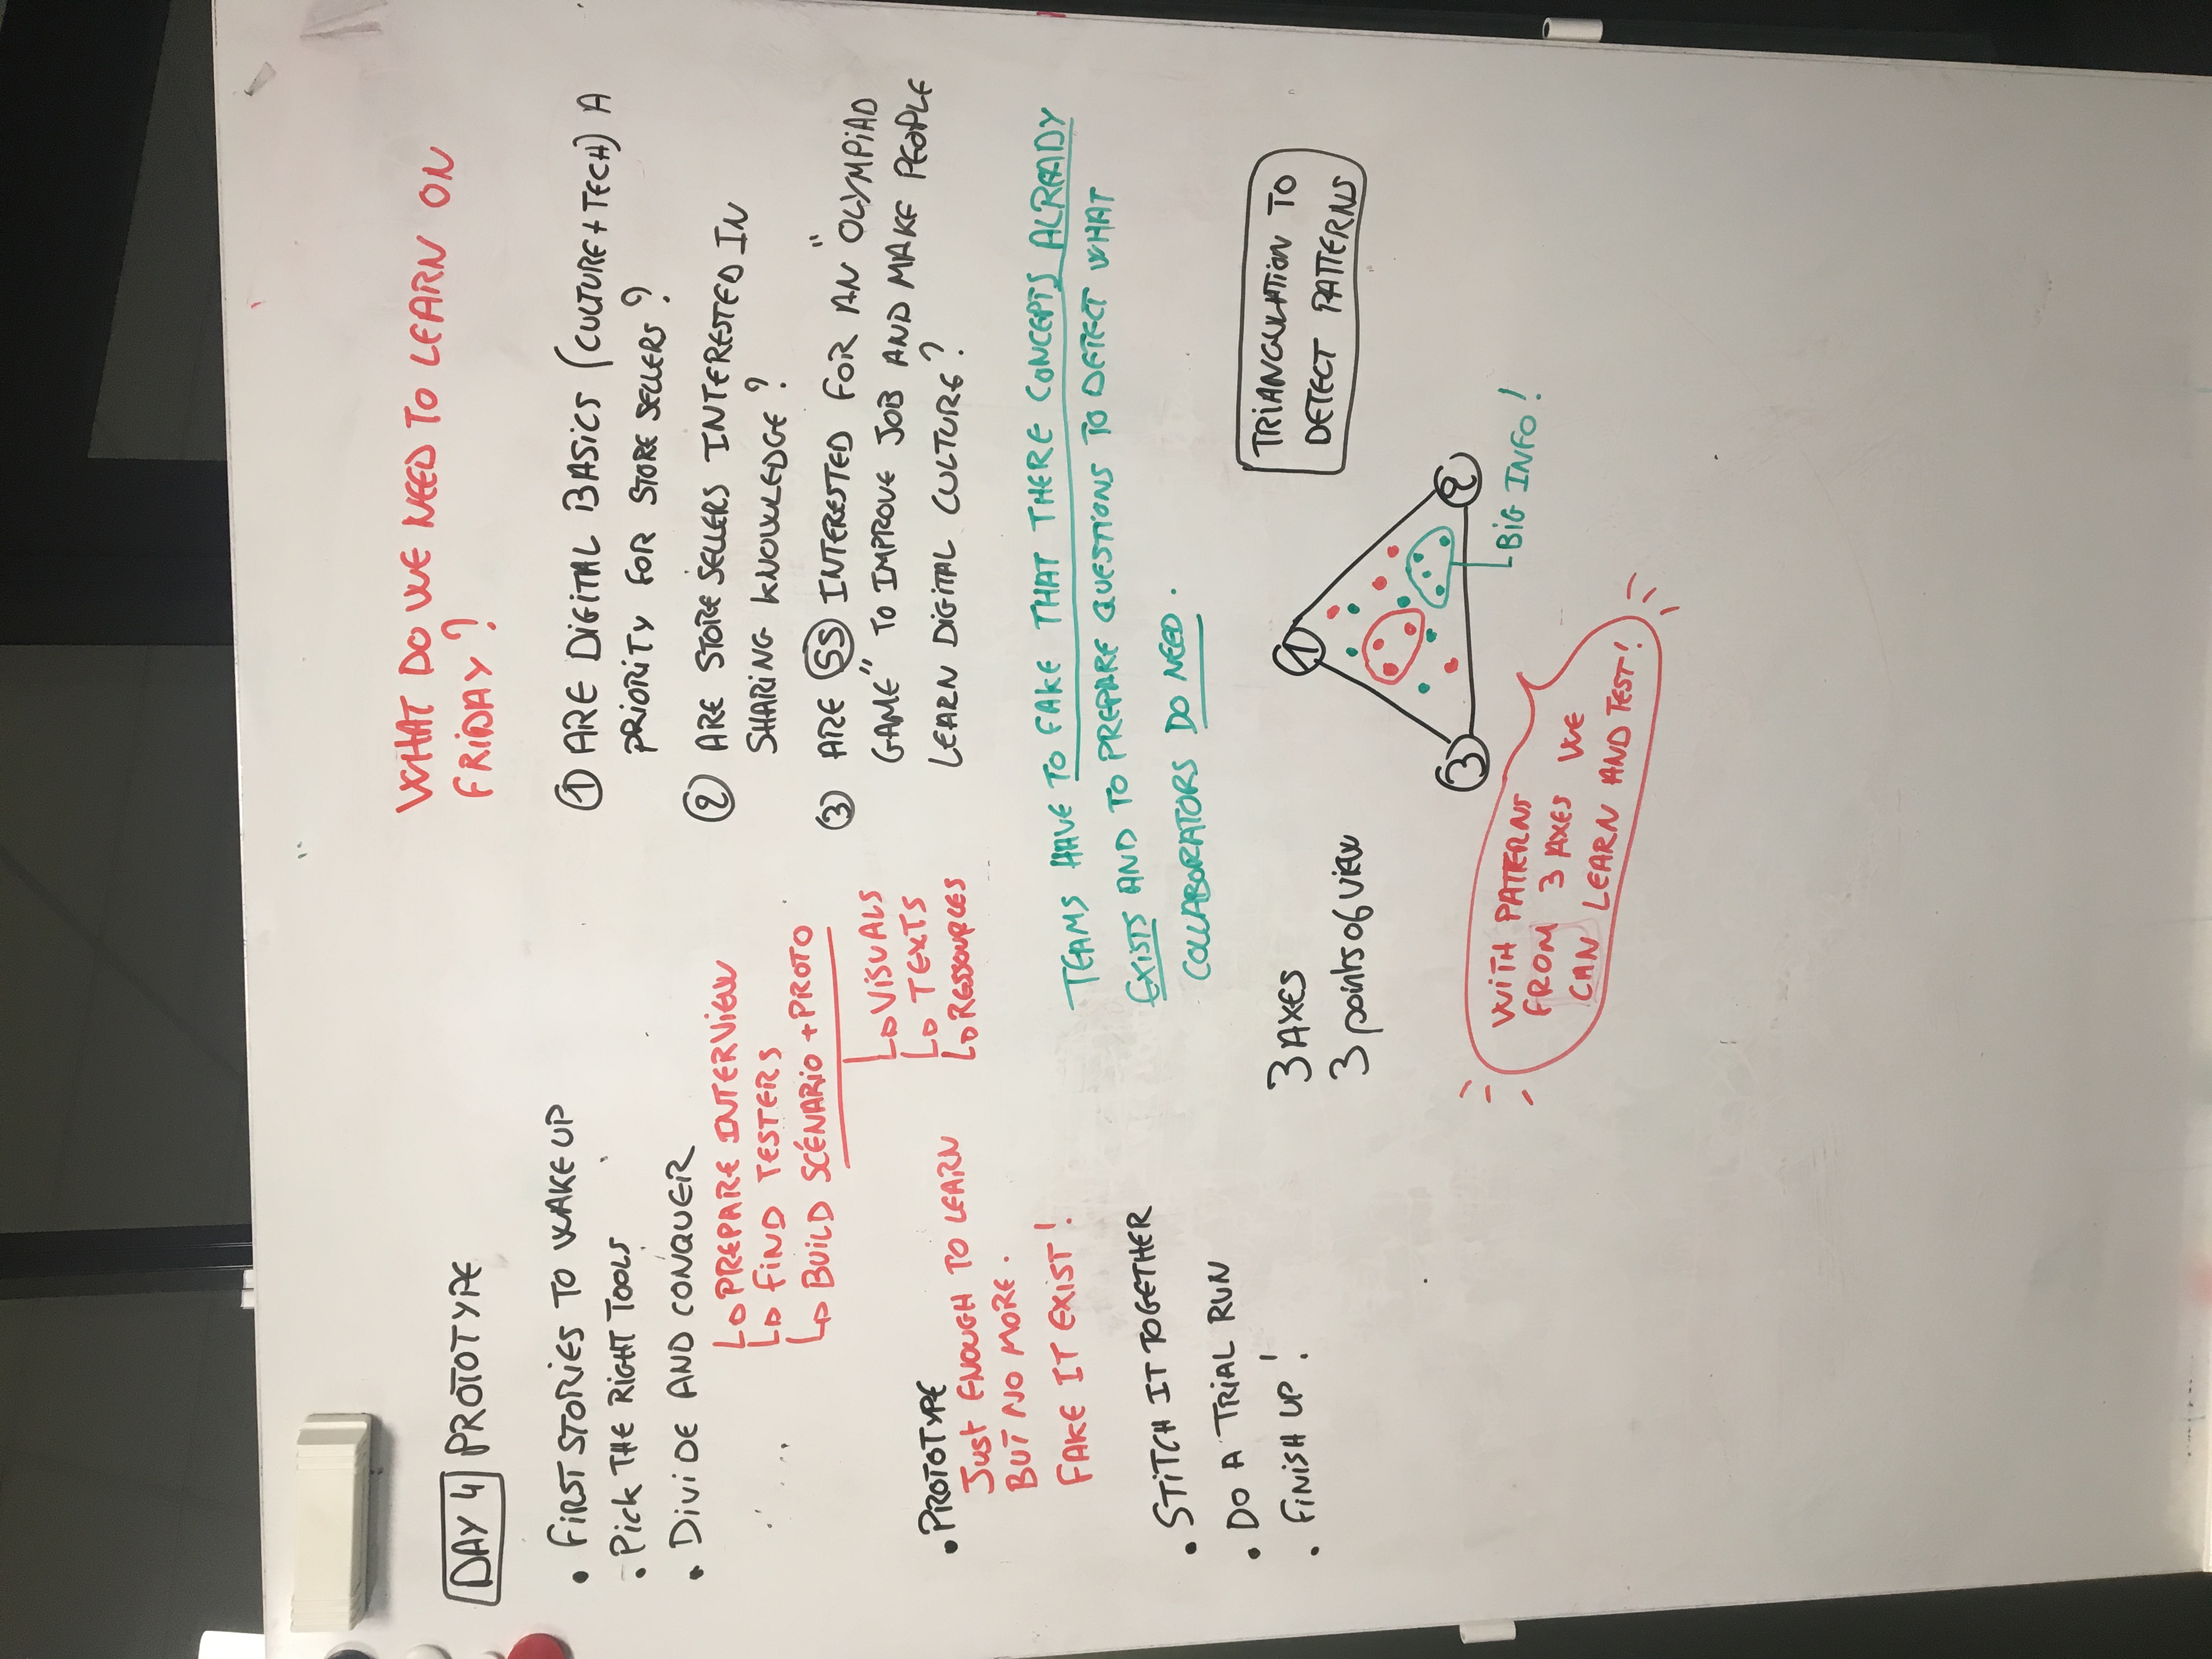 DAY 4 PROTOTYPE
• FIRST STORIES TO WAKE UP
• PICK THE RIGHT TOOLS
• DIVIDE AND CONQUER
PREPARE INTERVIEW
FIND TESTERS
BUILD SCÉNARIO + PROTO
VISUALS
TEXTS
RESSOURCES
• PROTOTYPE
JUST ENOUGH TO LEARN
BUT NO MORE.
FAKE IT EXIST!
• STITCH IT TOGETHER
• DO A TRIAL RUN
• FINISH UP!
WHAT DO WE NEED TO LEARN ON
FRIDAY?
1 ARE DIGITAL BASICS (CULTURE + TECH) A
PRIORITY FOR STORE SELLERS?
2 ARE STORE SELLERS INTERESTED IN
SHARING KNOWLEDGE?
3 ARE SS INTERESTED FOR AN "OLYMPIAD
GAME" TO IMPROVE JOB AND MAKE PEOPLE
LEARN DIGITAL CULTURE?
TEAMS HAVE TO FAKE THAT THERE CONCEPTS ALREADY
EXISTS AND TO PREPARE QUESTIONS TO DETECT WHAT
COLLABORATORS DO NEED.
3 AXES
3 points of view
1
3
2
BIG INFO!
TRIANGULATION TO
DETECT PATTERNS
WITH PATTERNS
FROM 3 AXES WE
CAN LEARN AND TEST!